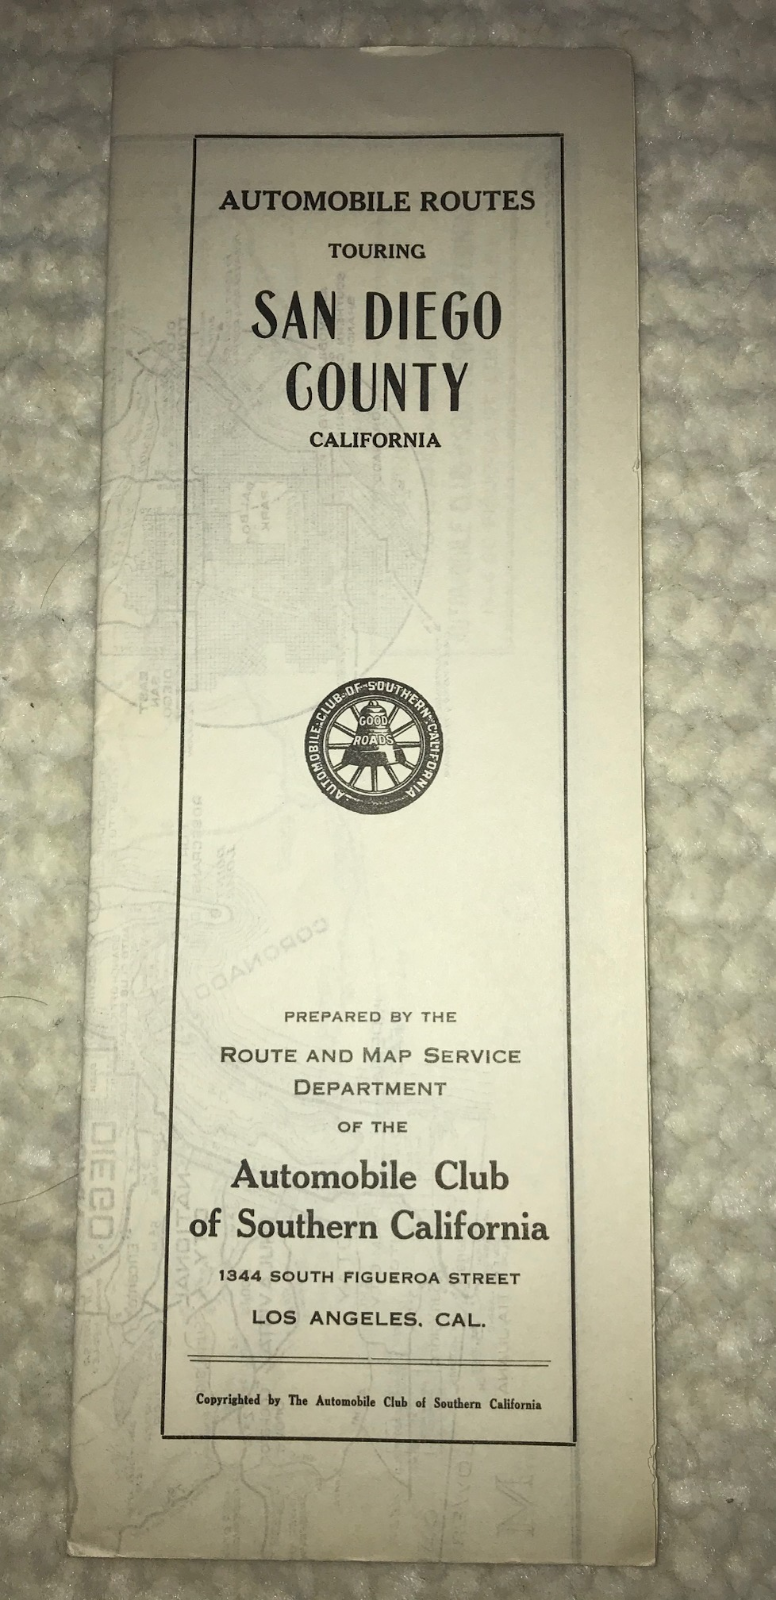 AUTOMOBILE ROUTES
TOURING
SAN DIEGO
COUNTY
CALIFORNIA
AUTOMOBILE-CLUB-OF-SOUTHERN-CALIFORNIA
GOOD
ROADS
PREPARED BY THE
ROUTE AND MAP SERVICE
DEPARTMENT
OF THE
Automobile Club
of Southern California
1344 SOUTH FIGUEROA STREET
LOS ANGELES, CAL.
Copyrighted by The Automobile Club of Southern California
CORONADO
DIEGO